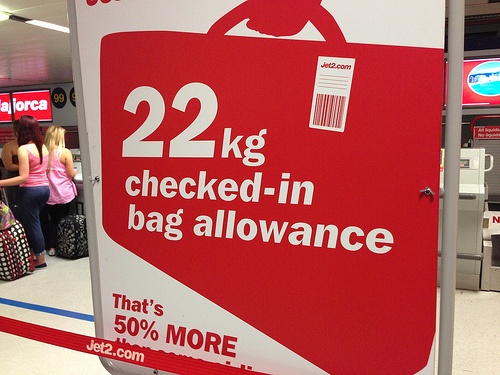 Jet2.com
22kg
checked-in
bag allowance
That's
50% MORE
Jet2.com
ajorca
99